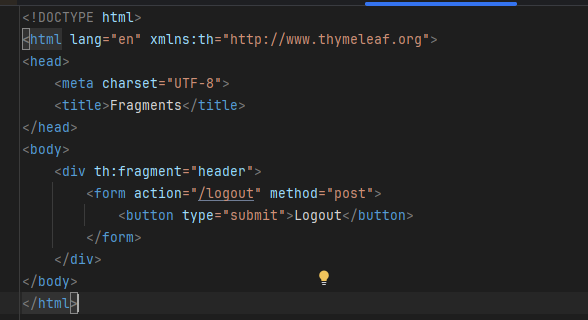 <!DOCTYPE html>
<html lang="en" xmlns:th="http://www.thymeleaf.org">
<head>
    <meta charset="UTF-8">
    <title>Fragments</title>
</head>
<body>
    <div th:fragment="header">
        <form action="/logout" method="post">
            <button type="submit">Logout</button>
        </form>
    </div>
</body>
</html>